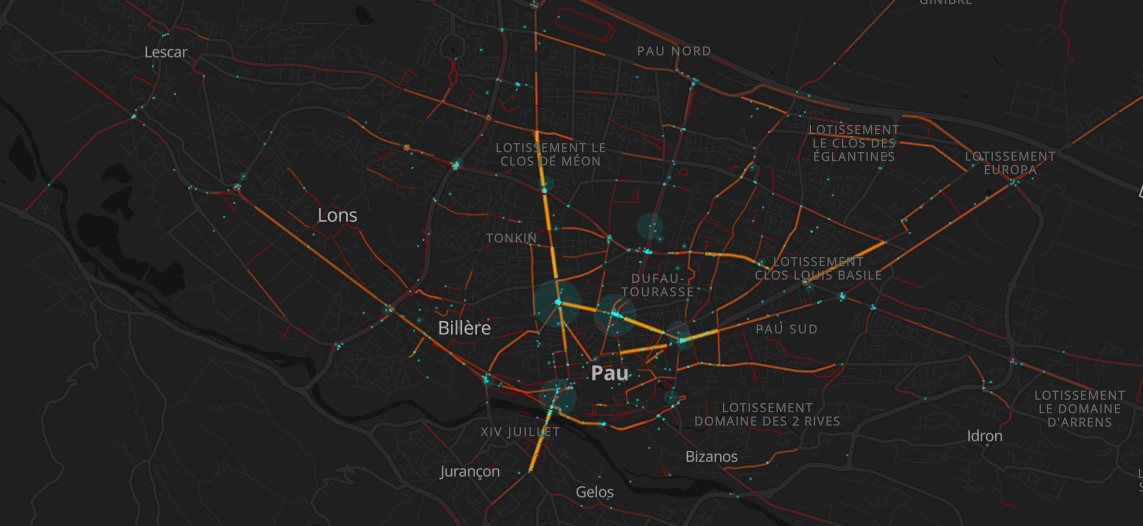 GINIBRE
Lescar
PAU NORD
LOTISSEMENT
LE CLOS DES
ÉGLANTINES
LOTISSEMENT LE
CLOS DE MÉON
LOTISSEMENT
EUROPA
Lons
TONKIN
LOTISSEMENT
CLOS LOUIS BASILE
DUFAU-
TOURASSE
Billère
PAU SUD
Pau
LOTISSEMENT
DOMAINE DES 2 RIVES
LOTISSEMENT
LE DOMAINE
D'ARRENS
XIV JUILLET
Idron
Bizanos
Jurançon
Gelos